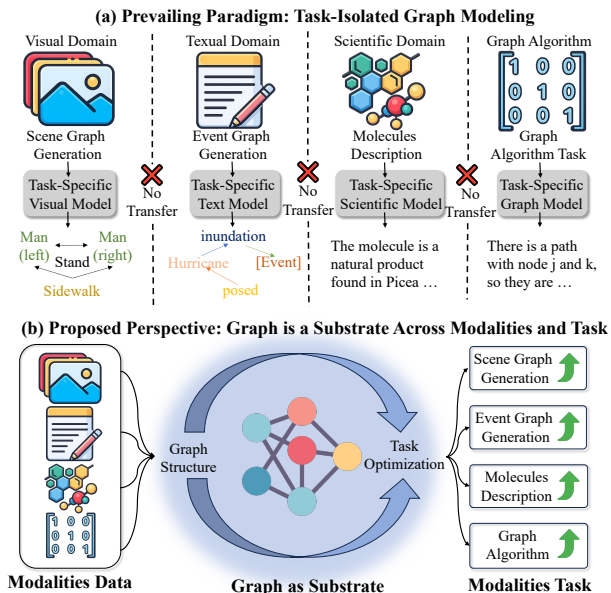 (a) Prevailing Paradigm: Task-Isolated Graph Modeling
Visual Domain
Texual Domain
Scientific Domain
Graph Algorithm
1 0 0
0 0 1
0 0 1
Scene Graph
Generation
Event Graph
Generation
Molecules
Description
Graph
Algorithm Task
Task-Specific
Visual Model
No
Transfer
Task-Specific
Text Model
No
Transfer
Task-Specific
Scientific Model
No
Transfer
Task-Specific
Graph Model
Man
(left)
Man
(right)
Stand
Sidewalk
inundation
Hurricane
[Event]
posed
The molecule is a
natural product
found in Picea ...
There is a path
with node j and k,
so they are ...
(b) Proposed Perspective: Graph is a Substrate Across Modalities and Task
1 0 0
0 0 1
0 0 1
Modalities Data
Graph
Structure
Task
Optimization
Graph as Substrate
Scene Graph
Generation
Event Graph
Generation
Molecules
Description
Graph
Algorithm
Modalities Task